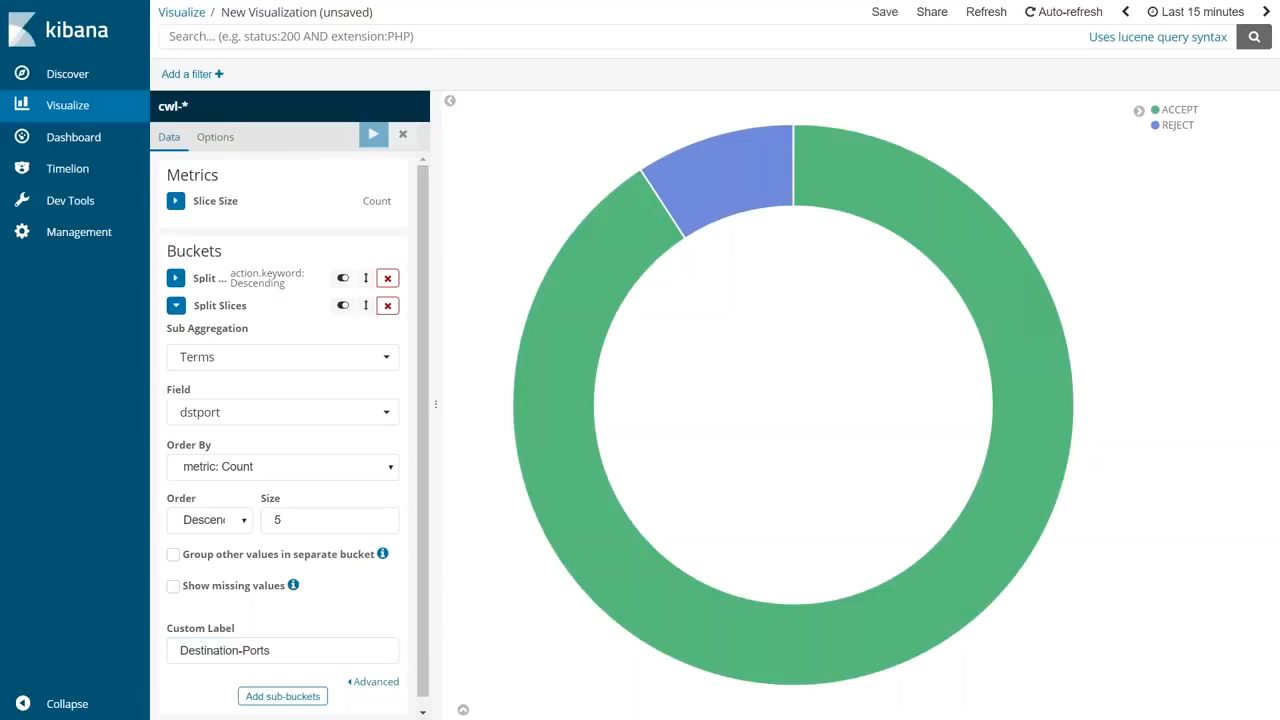 kibana
Discover
Visualize
Dashboard
Timelion
Dev Tools
Management
Collapse
Visualize / New Visualization (unsaved)
Save Share Refresh Auto-refresh Last 15 minutes
Search... (e.g. status:200 AND extension:PHP)
Uses lucene query syntax
Add a filter +
cwl-*
Data Options
Metrics
Slice Size Count
Buckets
Split ... action.keyword:
Descending
Split Slices
Sub Aggregation
Terms
Field
dstport
Order By
metric: Count
Order Size
Descen 5
Group other values in separate bucket
Show missing values
Custom Label
Destination-Ports
Advanced
Add sub-buckets
ACCEPT
REJECT